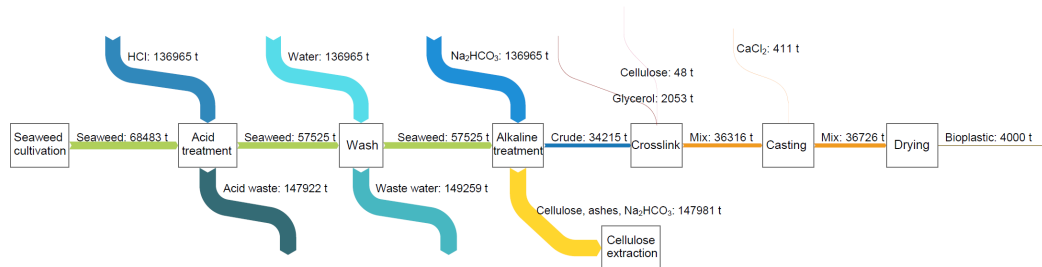 HCl: 136965 t
Water: 136965 t
Na₂HCO₃: 136965 t
CaCl₂: 411 t
Cellulose: 48 t
Glycerol: 2053 t
Seaweed
cultivation
Seaweed: 68483 t
Acid
treatment
Seaweed: 57525 t
Wash
Seaweed: 57525 t
Alkaline
treatment
Crude: 34215 t
Crosslink
Mix: 36316 t
Casting
Mix: 36726 t
Drying
Bioplastic: 4000 t
Acid waste: 147922 t
Waste water: 149259 t
Cellulose, ashes, Na₂HCO₃: 147981 t
Cellulose
extraction